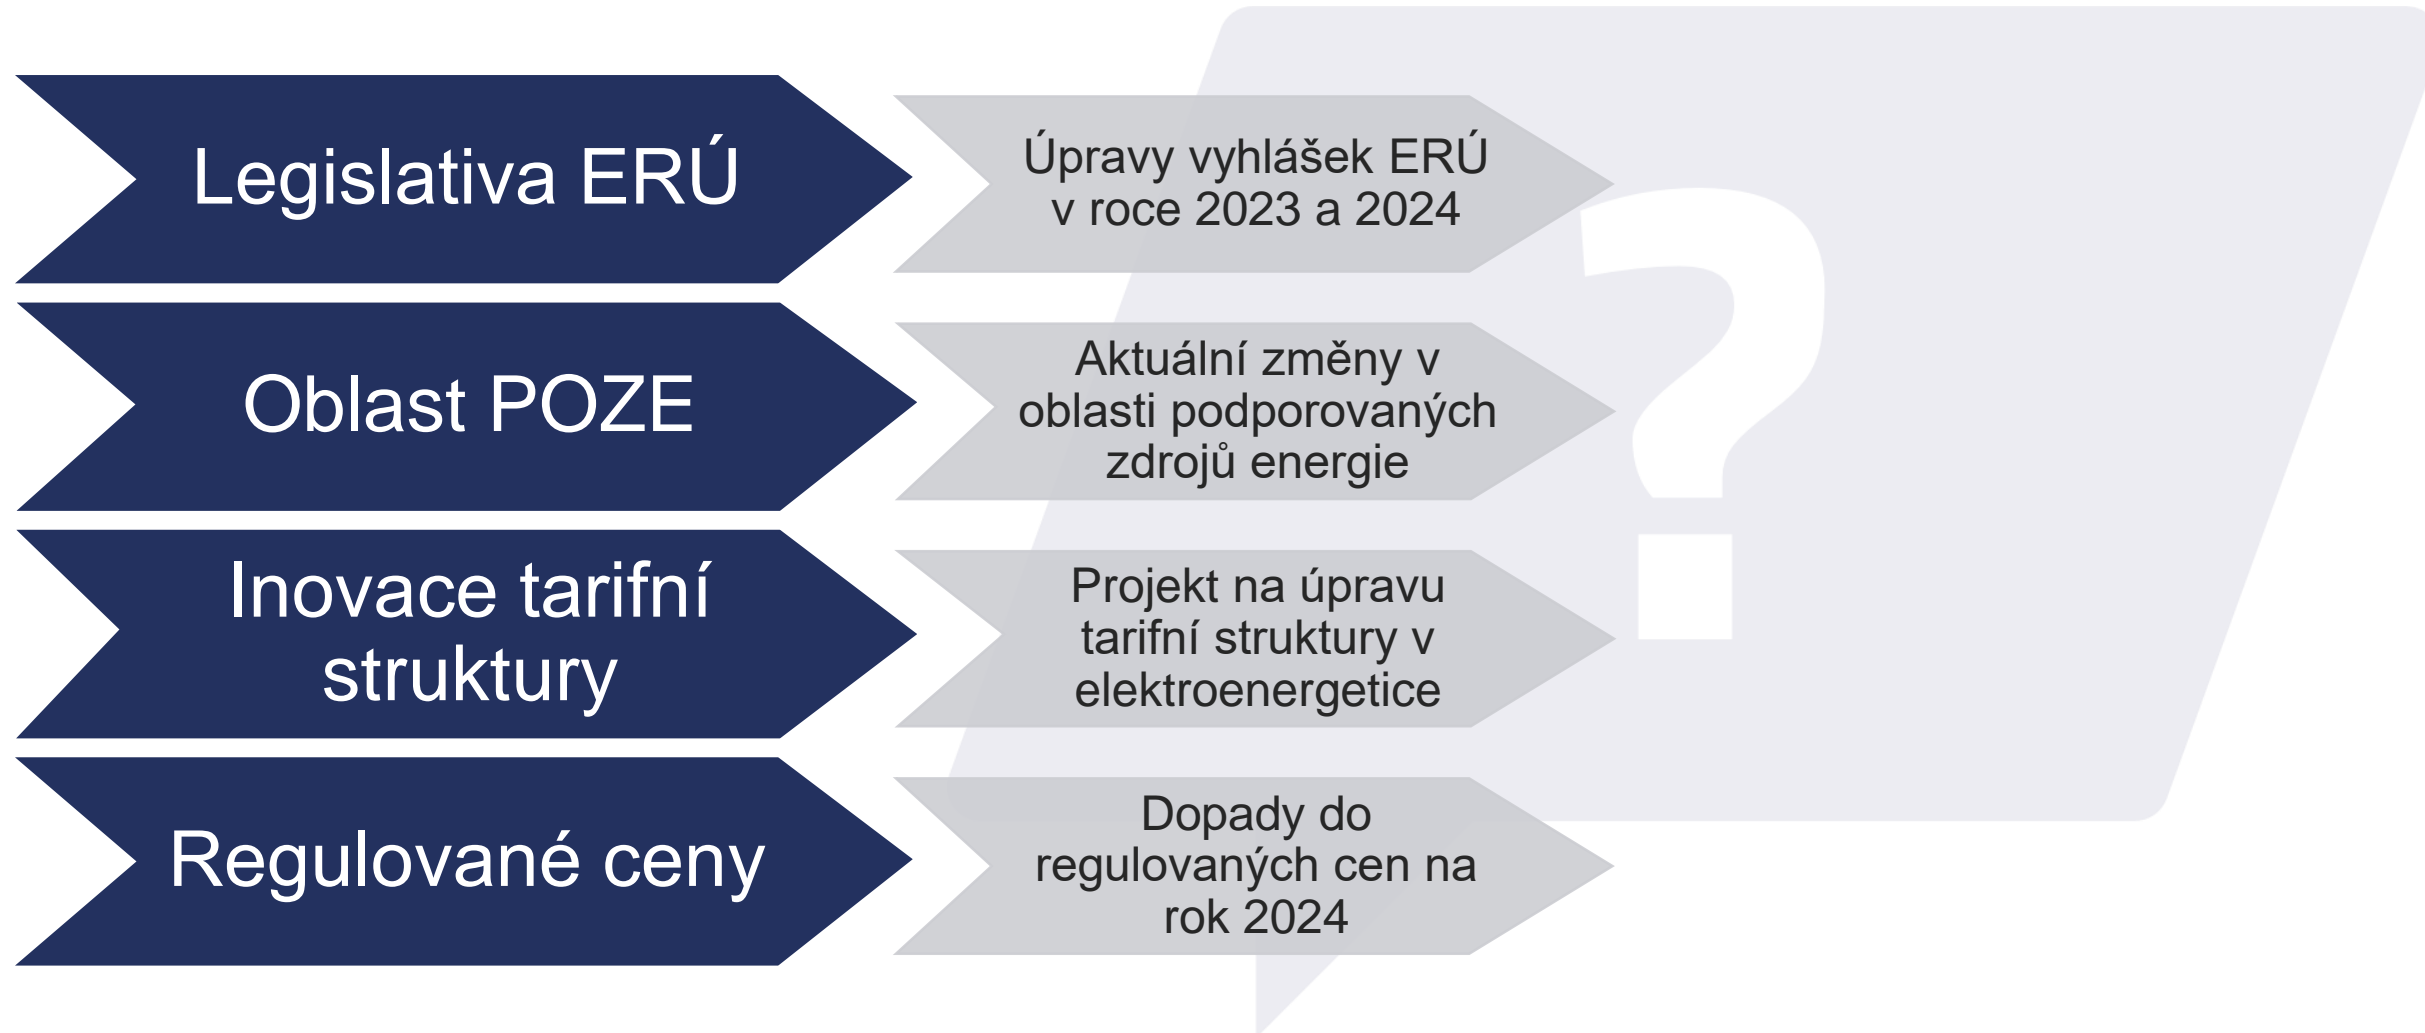 Legislativa ERÚ
Úpravy vyhlášek ERÚ
v roce 2023 a 2024
Oblast POZE
Aktuální změny v
oblasti podporovaných
zdrojů energie
Inovace tarifní
struktury
Projekt na úpravu
tarifní struktury v
elektroenergetice
Regulované ceny
Dopady do
regulovaných cen na
rok 2024
?